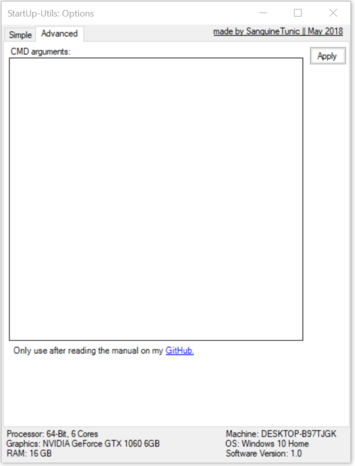 StartUp-Utils: Options
Simple
Advanced
made by SanguineTunic || May 2018
CMD arguments:
Apply
Only use after reading the manual on my GitHub.
Processor: 64-Bit, 6 Cores
Machine: DESKTOP-B97TJGK
Graphics: NVIDIA GeForce GTX 1060 6GB
OS: Windows 10 Home
RAM: 16 GB
Software Version: 1.0